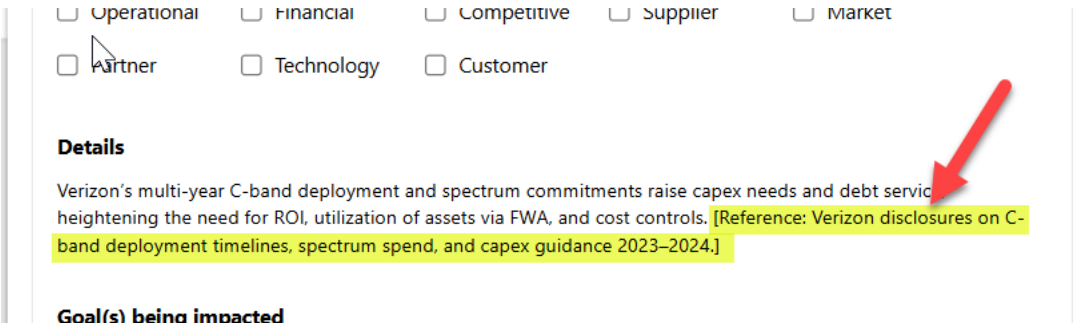 Operational Financial Competitive Supplier Market
Partner Technology Customer
Details
Verizon's multi-year C-band deployment and spectrum commitments raise capex needs and debt servic
heightening the need for ROI, utilization of assets via FWA, and cost controls. [Reference: Verizon disclosures on C-
band deployment timelines, spectrum spend, and capex guidance 2023–2024.]
Goal(s) being impacted